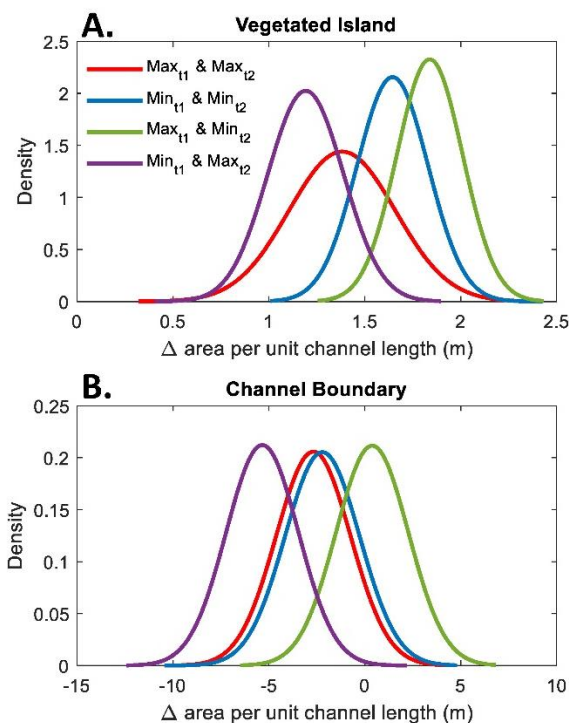 A.
Vegetated Island
Max_t1 & Max_t2
Min_t1 & Min_t2
Max_t1 & Min_t2
Min_t1 & Max_t2
Density
2.5
2
1.5
1
0.5
0
0 0.5 1 1.5 2 2.5
Δ area per unit channel length (m)
B.
Channel Boundary
Density
0.25
0.2
0.15
0.1
0.05
0
-15 -10 -5 0 5 10
Δ area per unit channel length (m)